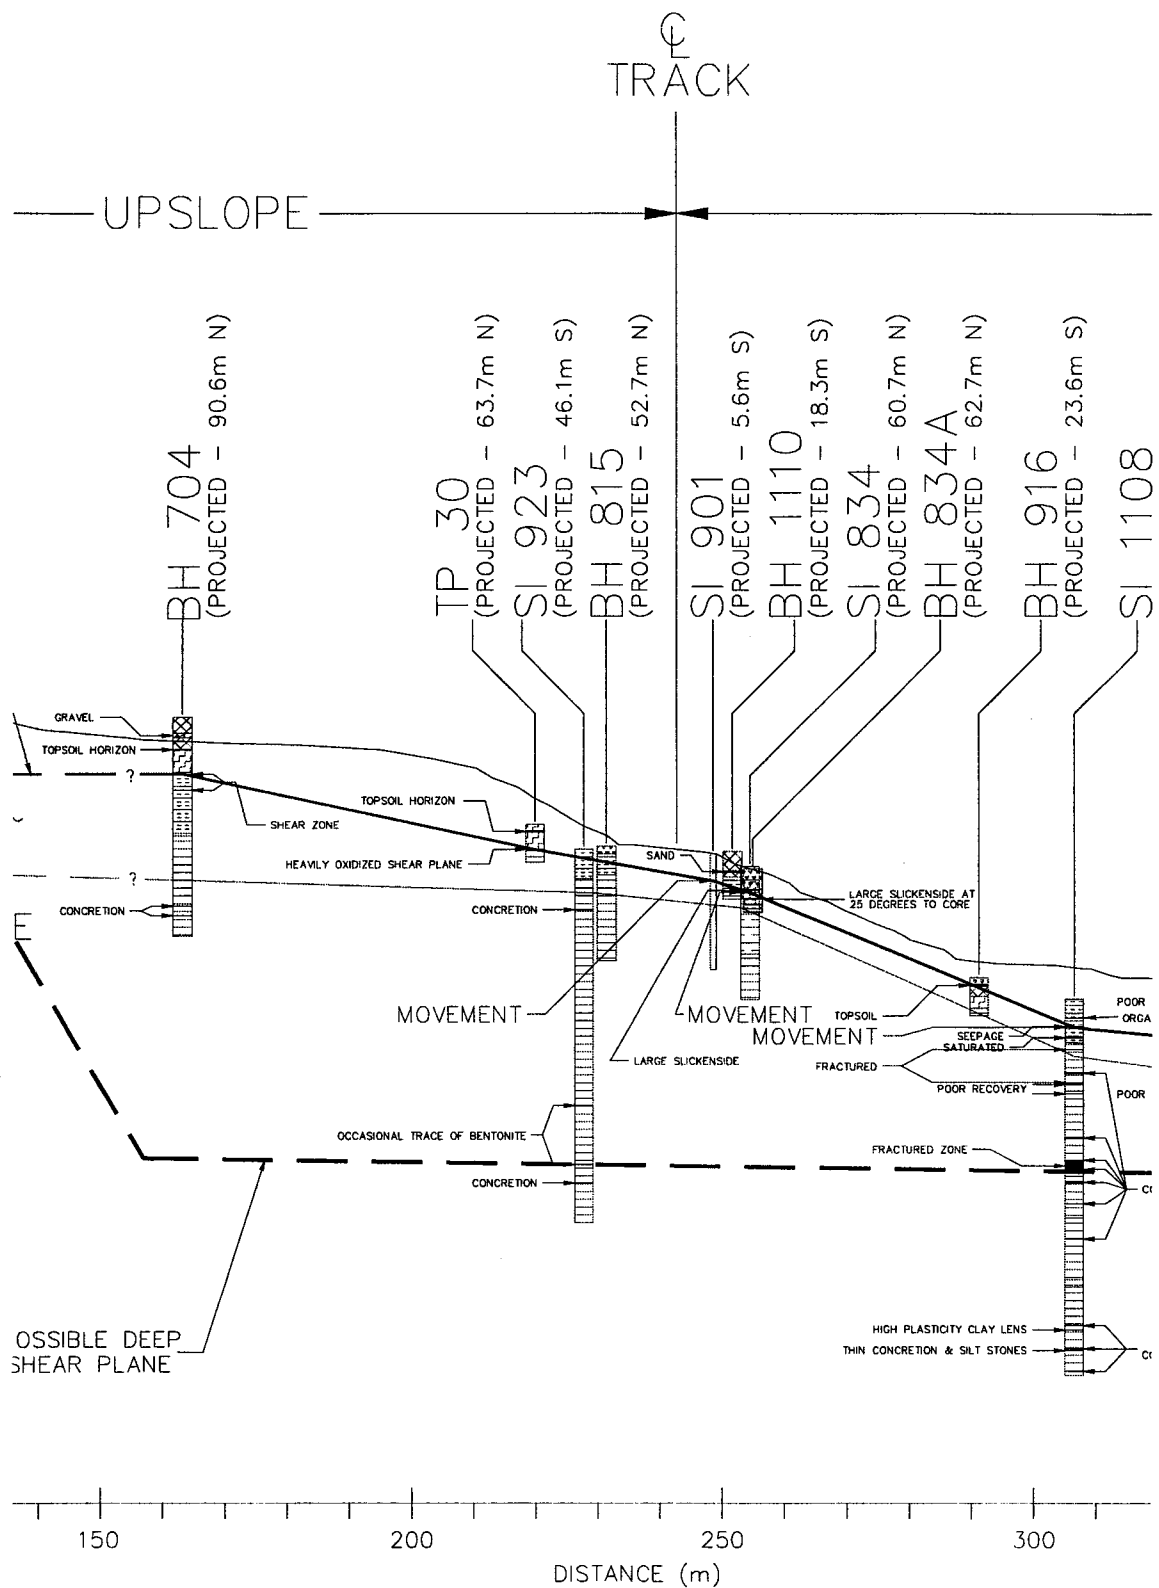 ℄
TRACK
UPSLOPE
BH 704
(PROJECTED - 90.6m N)
TP 30
(PROJECTED - 63.7m N)
SI 923
(PROJECTED - 46.1m S)
BH 815
(PROJECTED - 52.7m N)
SI 901
(PROJECTED - 5.6m S)
BH 1110
(PROJECTED - 18.3m S)
SI 834
(PROJECTED - 60.7m N)
BH 834A
(PROJECTED - 62.7m N)
BH 916
(PROJECTED - 23.6m S)
SI 1108
GRAVEL
TOPSOIL HORIZON
?
SHEAR ZONE
TOPSOIL HORIZON
HEAVILY OXIDIZED SHEAR PLANE
SAND
?
CONCRETION
E
CONCRETION
LARGE SLICKENSIDE AT
25 DEGREES TO CORE
MOVEMENT
MOVEMENT
TOPSOIL
MOVEMENT
POOR
ORGA
SEEPAGE
SATURATED
LARGE SLICKENSIDE
FRACTURED
POOR RECOVERY
POOR
OCCASIONAL TRACE OF BENTONITE
FRACTURED ZONE
CONCRETION
CO
OSSIBLE DEEP
SHEAR PLANE
HIGH PLASTICITY CLAY LENS
THIN CONCRETION & SILT STONES
CO
150 200 250 300
DISTANCE (m)